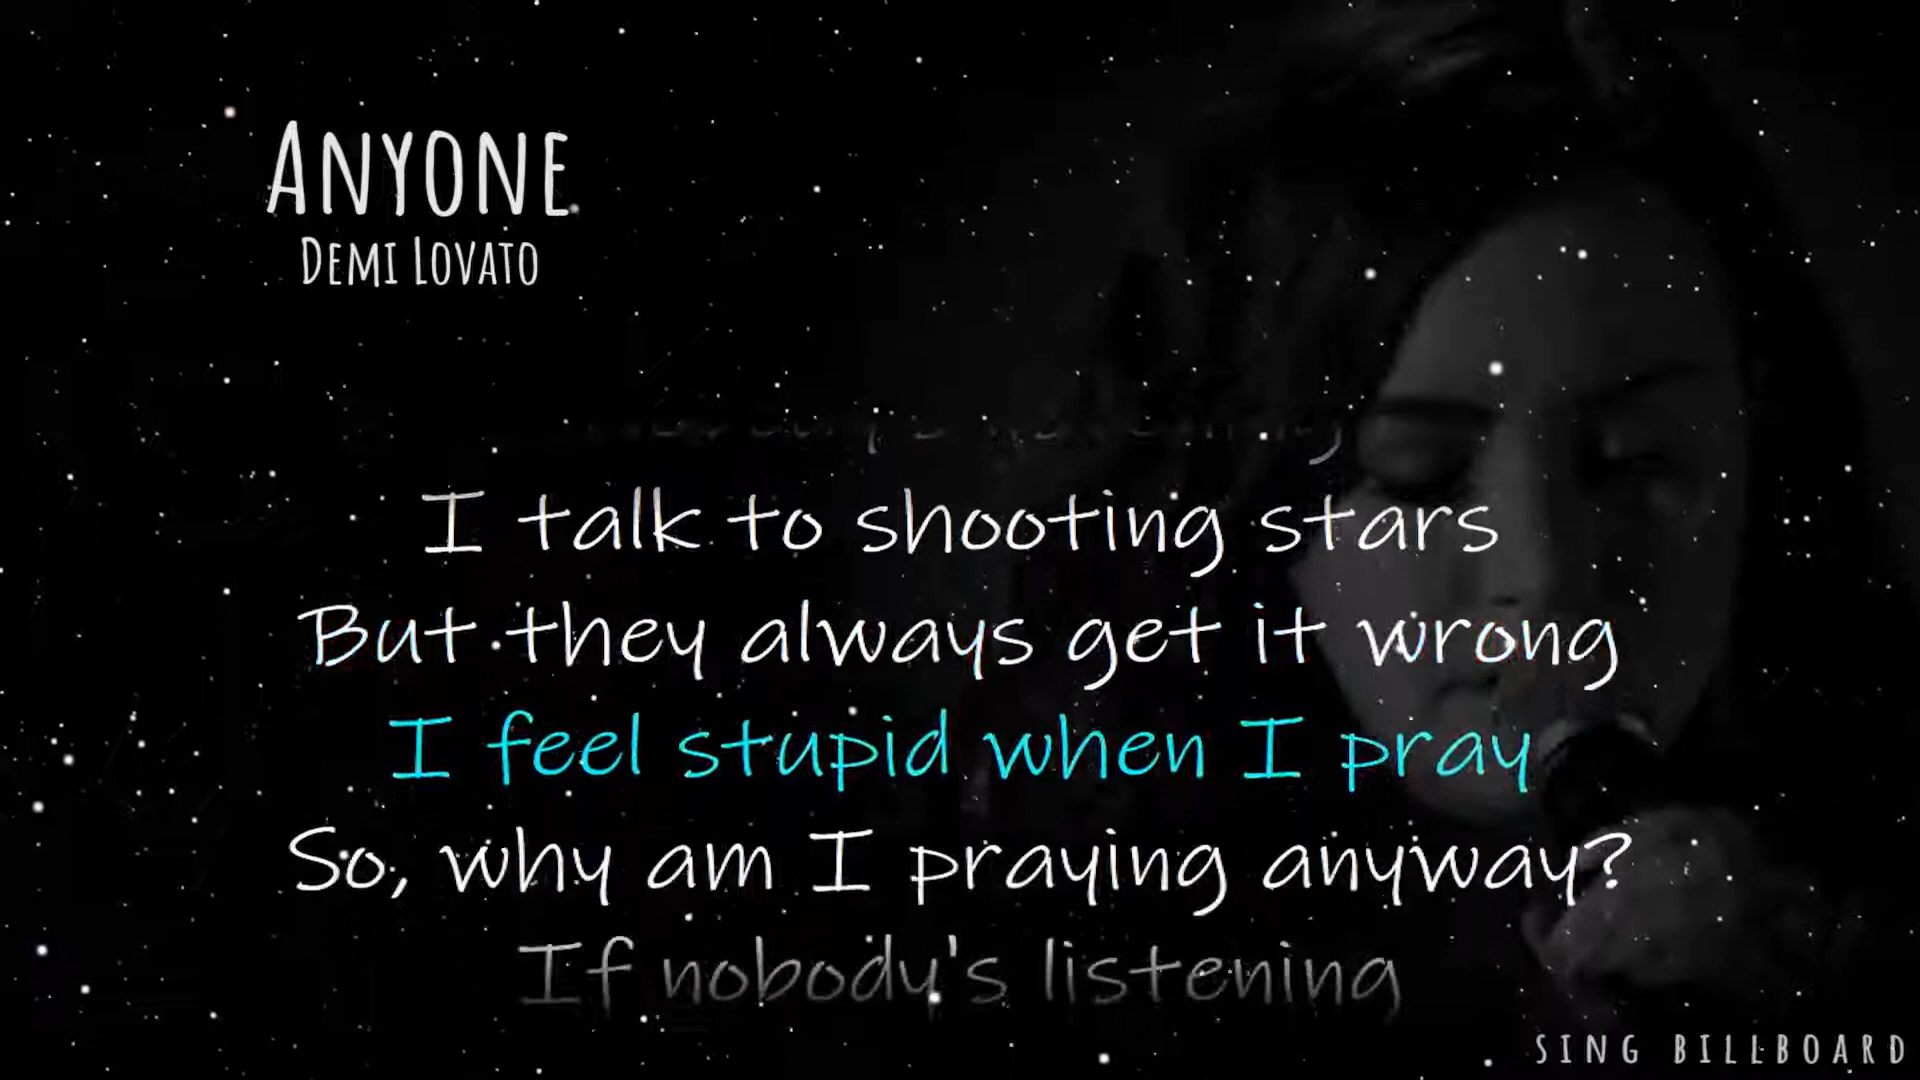 ANYONE
DEMI LOVATO
I talk to shooting stars
But they always get it wrong
I feel stupid when I pray
So, why am I praying anyway?
If nobody's listening
SING BILLBOARD